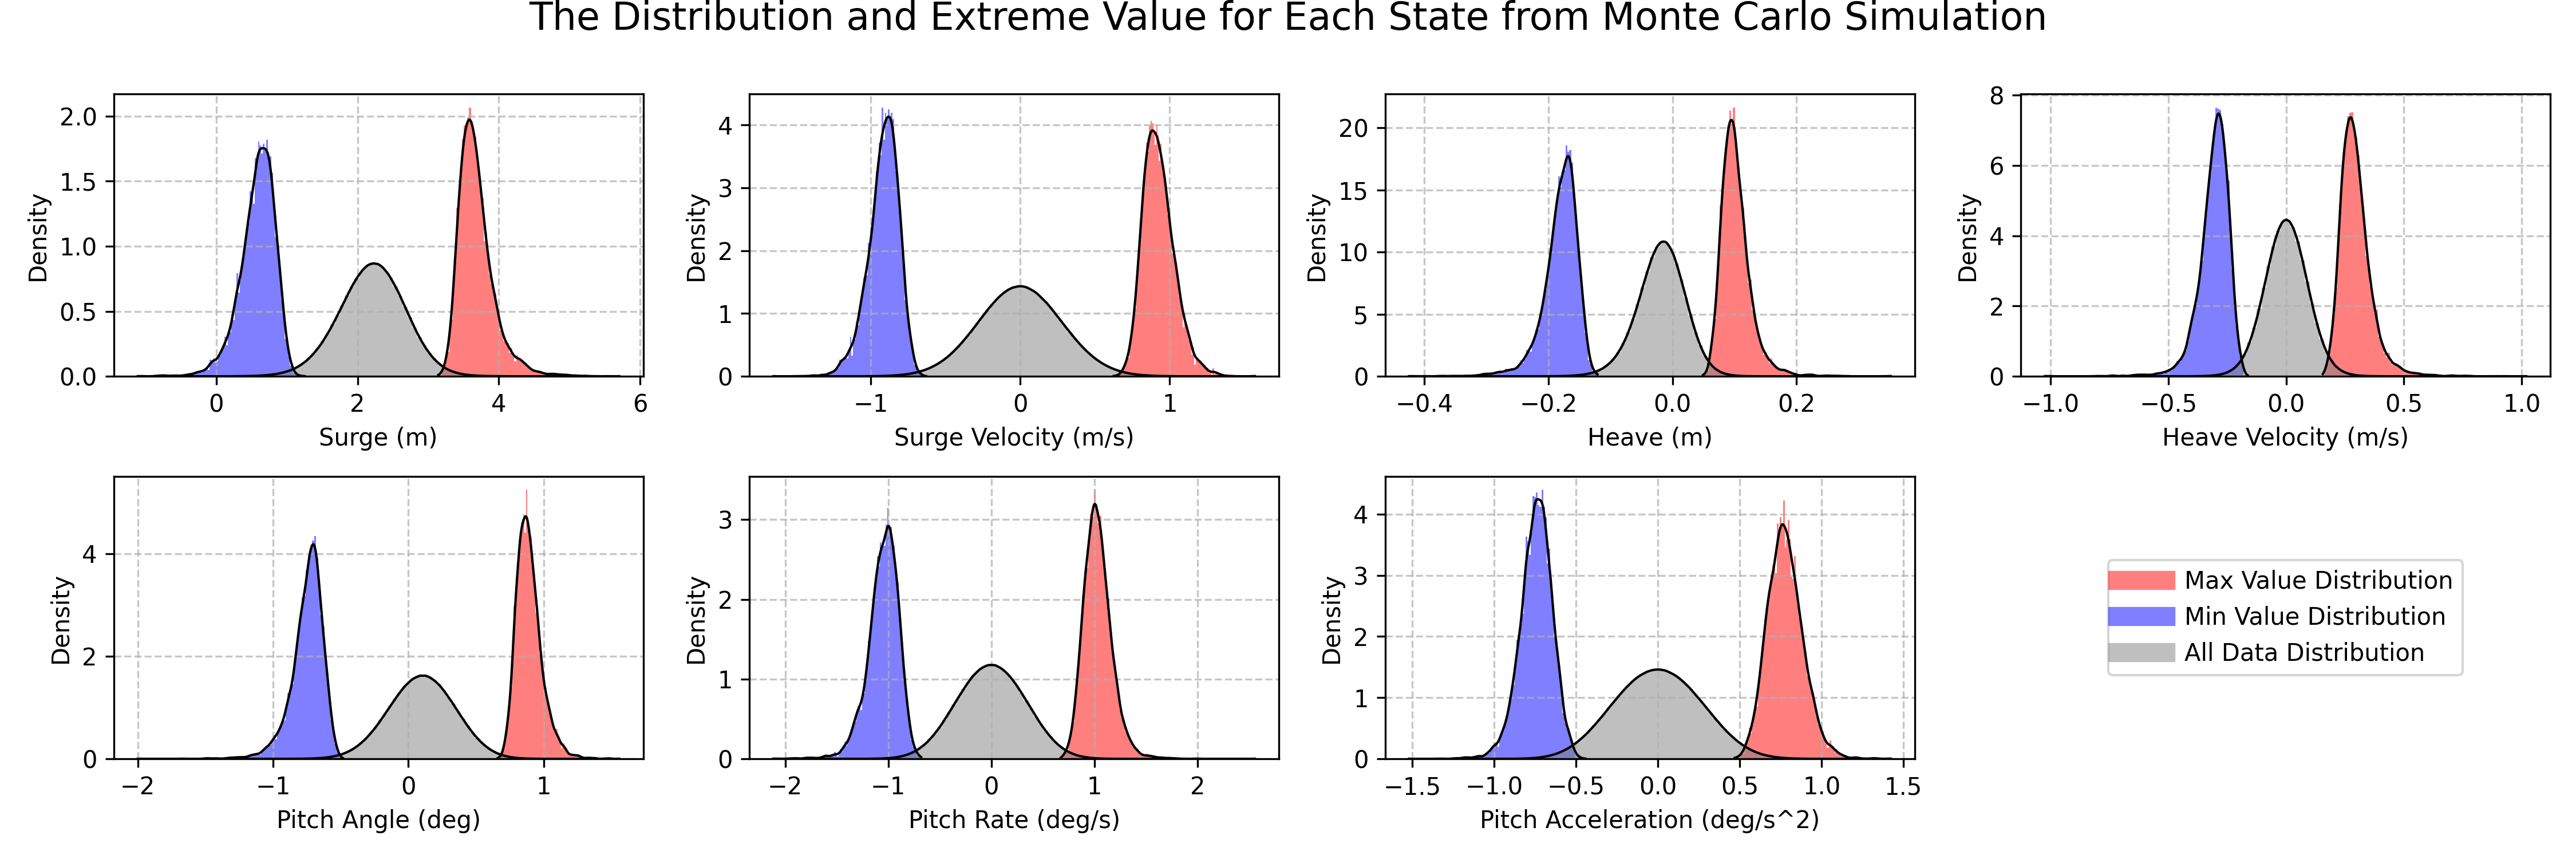 The Distribution and Extreme Value for Each State from Monte Carlo Simulation
Density
2.0
1.5
1.0
0.5
0.0
0 2 4 6
Surge (m)
Density
4
3
2
1
0
−1 0 1
Surge Velocity (m/s)
Density
20
15
10
5
0
−0.4 −0.2 0.0 0.2
Heave (m)
Density
8
6
4
2
0
−1.0 −0.5 0.0 0.5 1.0
Heave Velocity (m/s)
Density
4
2
0
−2 −1 0 1
Pitch Angle (deg)
Density
3
2
1
0
−2 −1 0 1 2
Pitch Rate (deg/s)
Density
4
3
2
1
0
−1.5 −1.0 −0.5 0.0 0.5 1.0 1.5
Pitch Acceleration (deg/s^2)
Max Value Distribution
Min Value Distribution
All Data Distribution